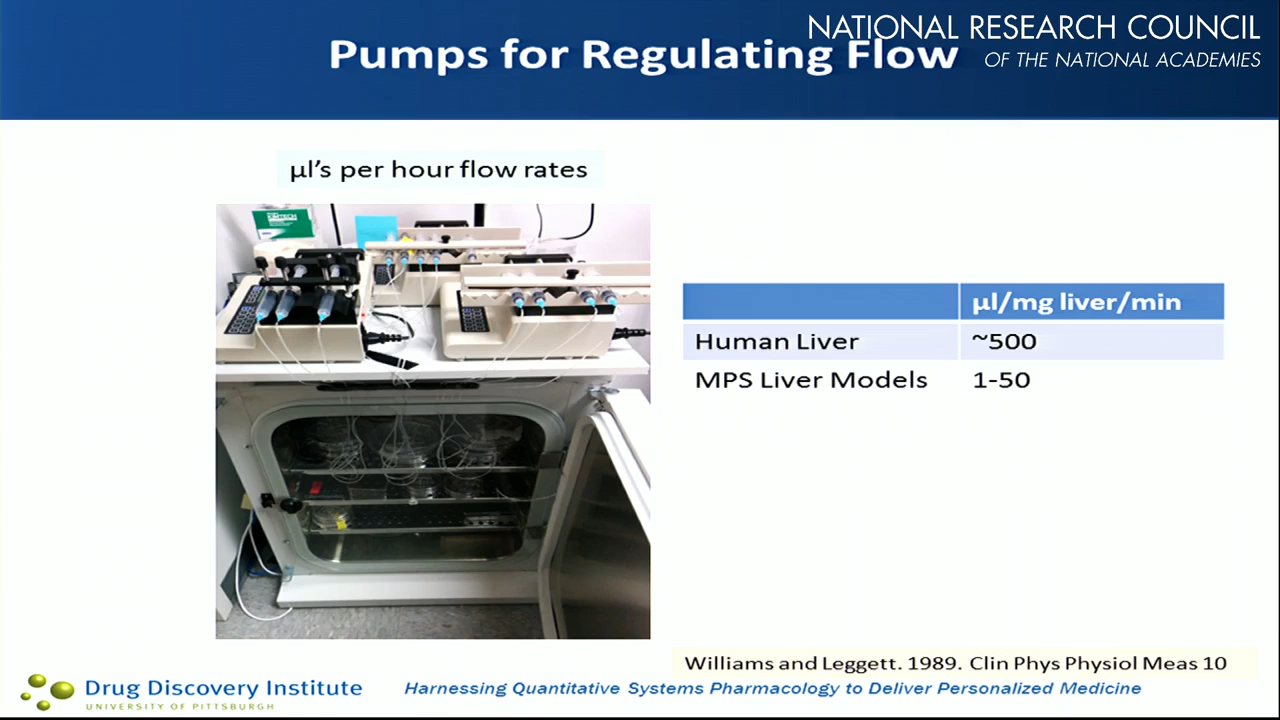 NATIONAL RESEARCH COUNCIL
OF THE NATIONAL ACADEMIES
Pumps for Regulating Flow
µl's per hour flow rates
KIMTECH
µl/mg liver/min
Human Liver ~500
MPS Liver Models 1-50
Williams and Leggett. 1989. Clin Phys Physiol Meas 10
Drug Discovery Institute
UNIVERSITY OF PITTSBURGH
Harnessing Quantitative Systems Pharmacology to Deliver Personalized Medicine